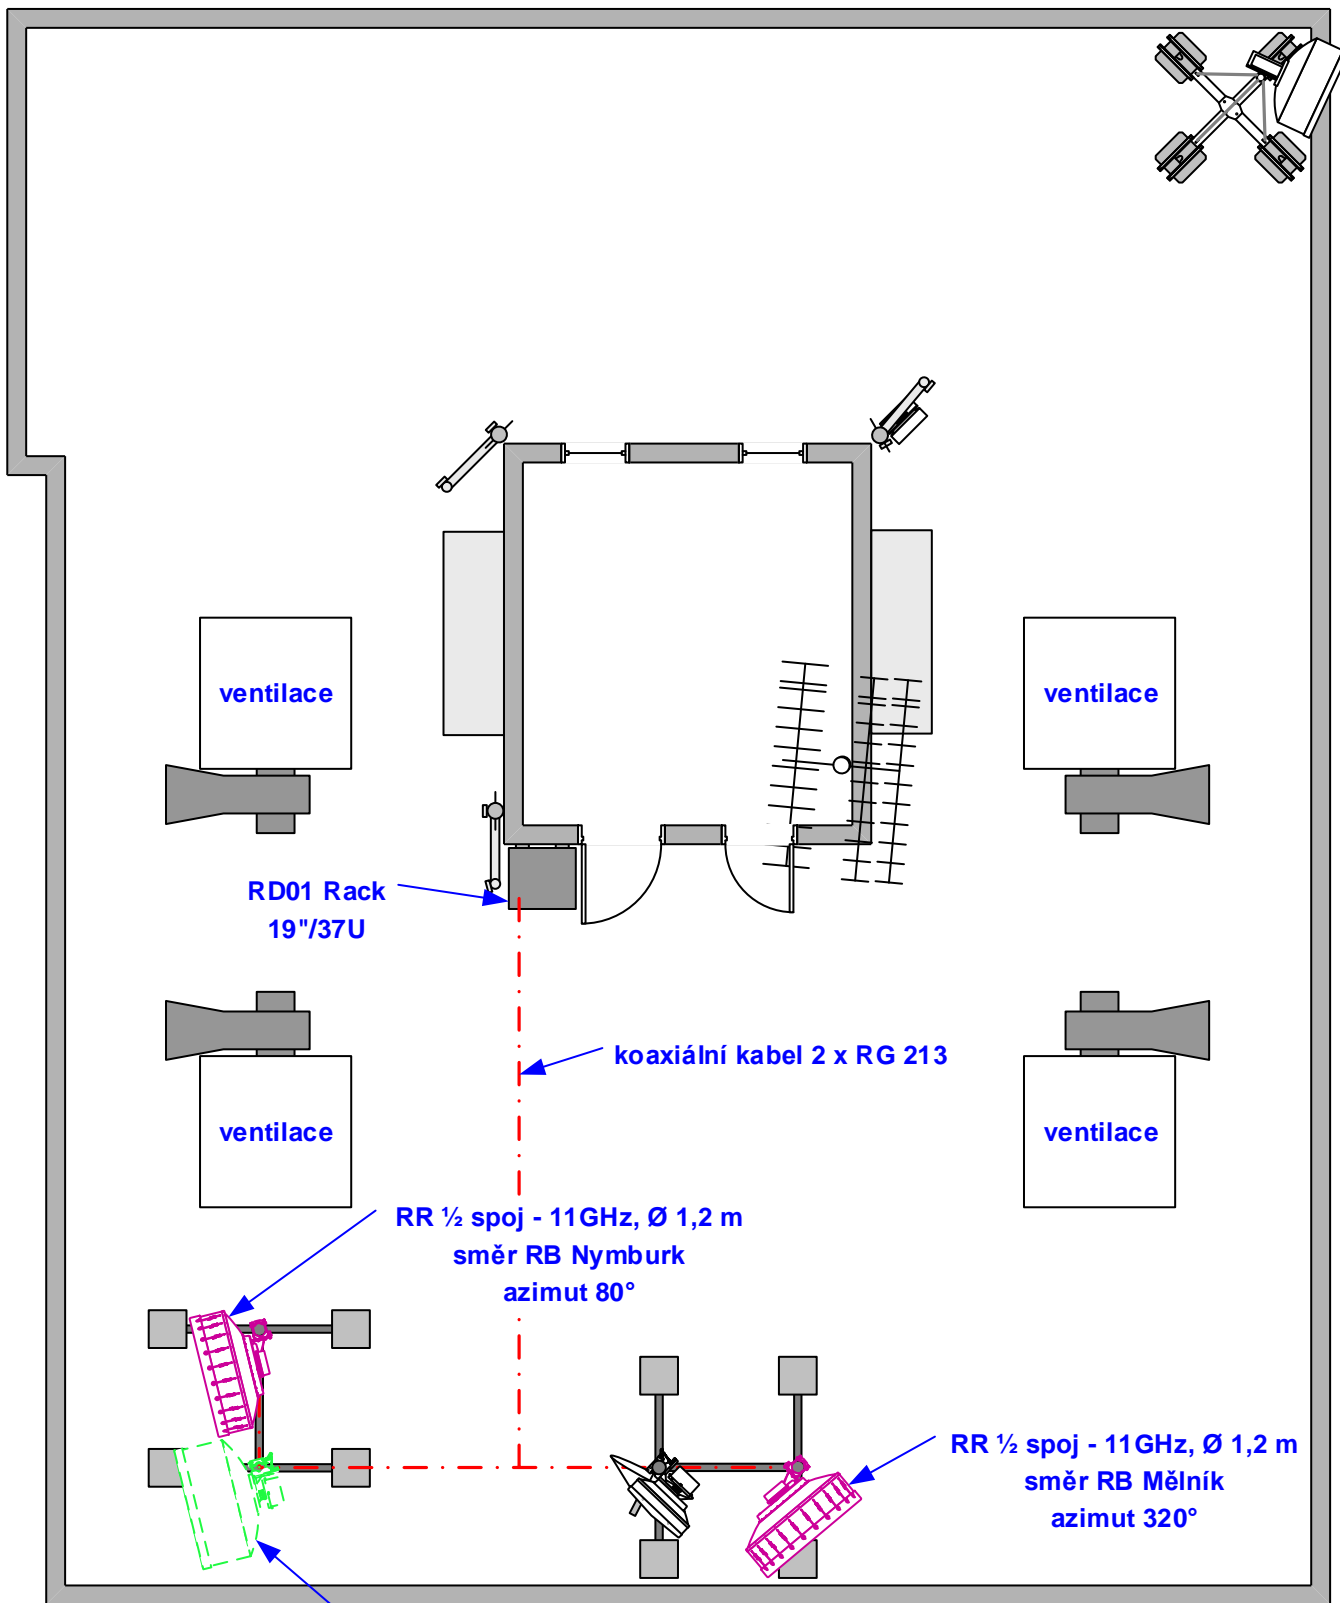 ventilace
ventilace
RD01 Rack
19"/37U
koaxiální kabel 2 x RG 213
ventilace
ventilace
RR ½ spoj - 11GHz, Ø 1,2 m
směr RB Nymburk
azimut 80°
RR ½ spoj - 11GHz, Ø 1,2 m
směr RB Mělník
azimut 320°